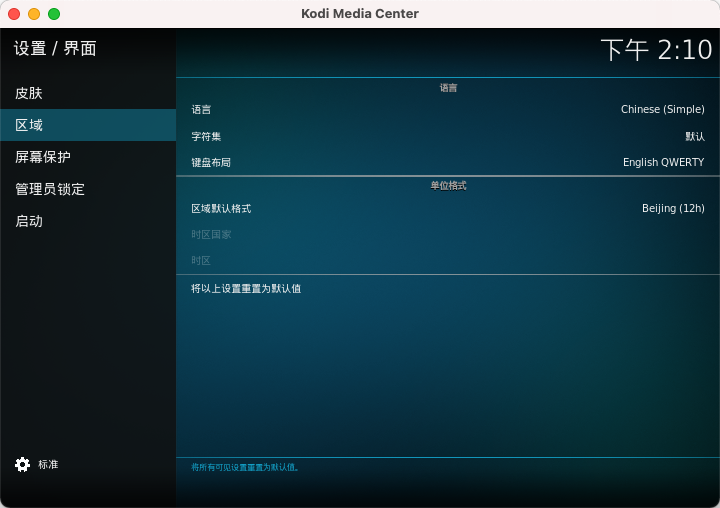 Kodi Media Center
设置 / 界面
下午 2:10
皮肤
区域
屏幕保护
管理员锁定
启动
标准
语言
语言 Chinese (Simple)
字符集 默认
键盘布局 English QWERTY
单位格式
区域默认格式 Beijing (12h)
时区国家
时区
将以上设置重置为默认值
将所有可见设置重置为默认值。